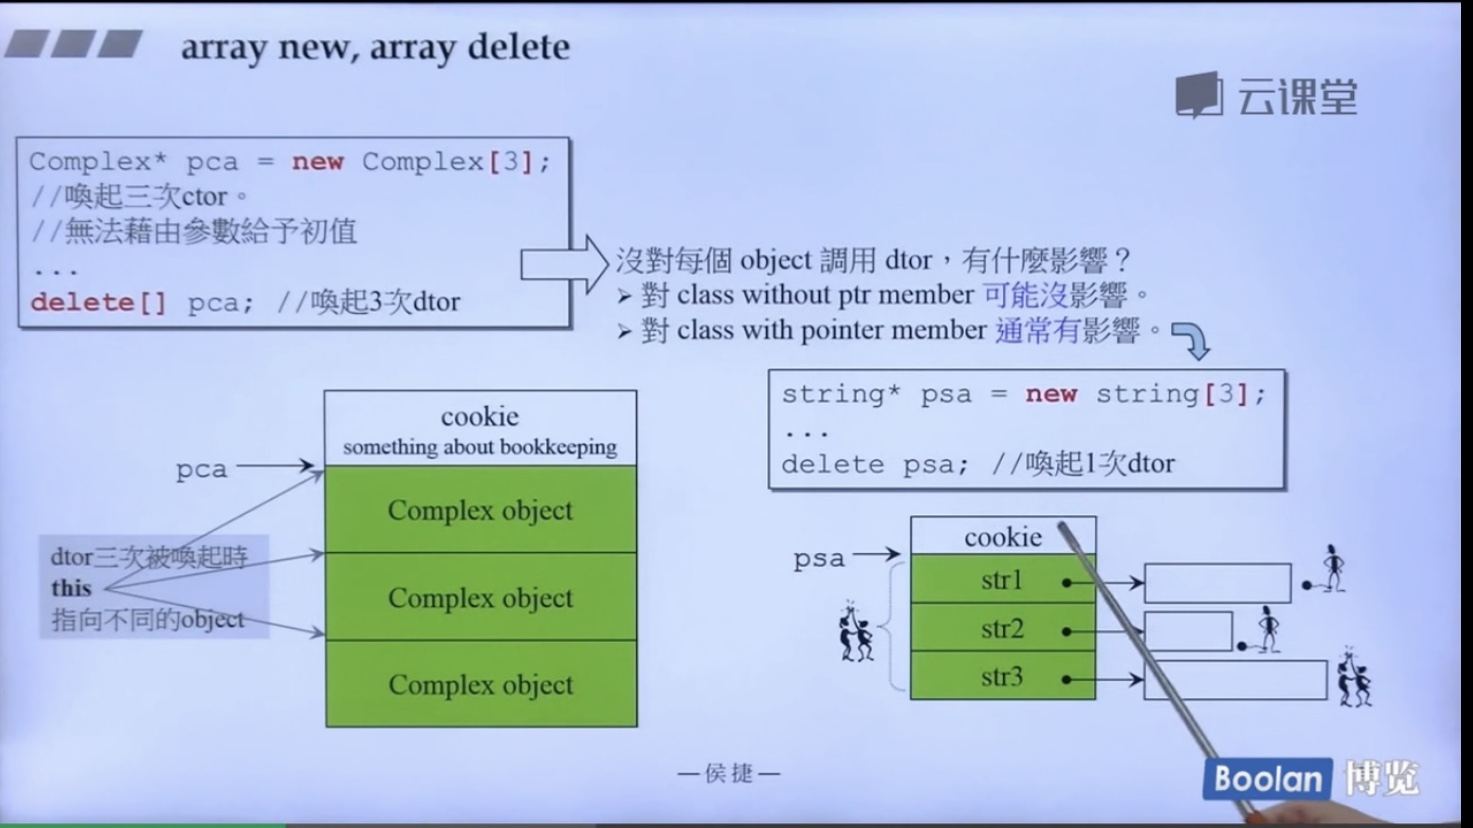 array new, array delete
云课堂
Complex* pca = new Complex[3];
//喚起三次ctor。
//無法藉由參數給予初值
...
delete[] pca; //喚起3次dtor
沒對每個 object 調用 dtor，有什麼影響？
➢ 對 class without ptr member 可能沒影響。
➢ 對 class with pointer member 通常有影響。
string* psa = new string[3];
...
delete psa; //喚起1次dtor
cookie
something about bookkeeping
pca
Complex object
Complex object
Complex object
dtor三次被喚起時
this
指向不同的object
psa
cookie
str1
str2
str3
—侯捷—
Boolan 博览